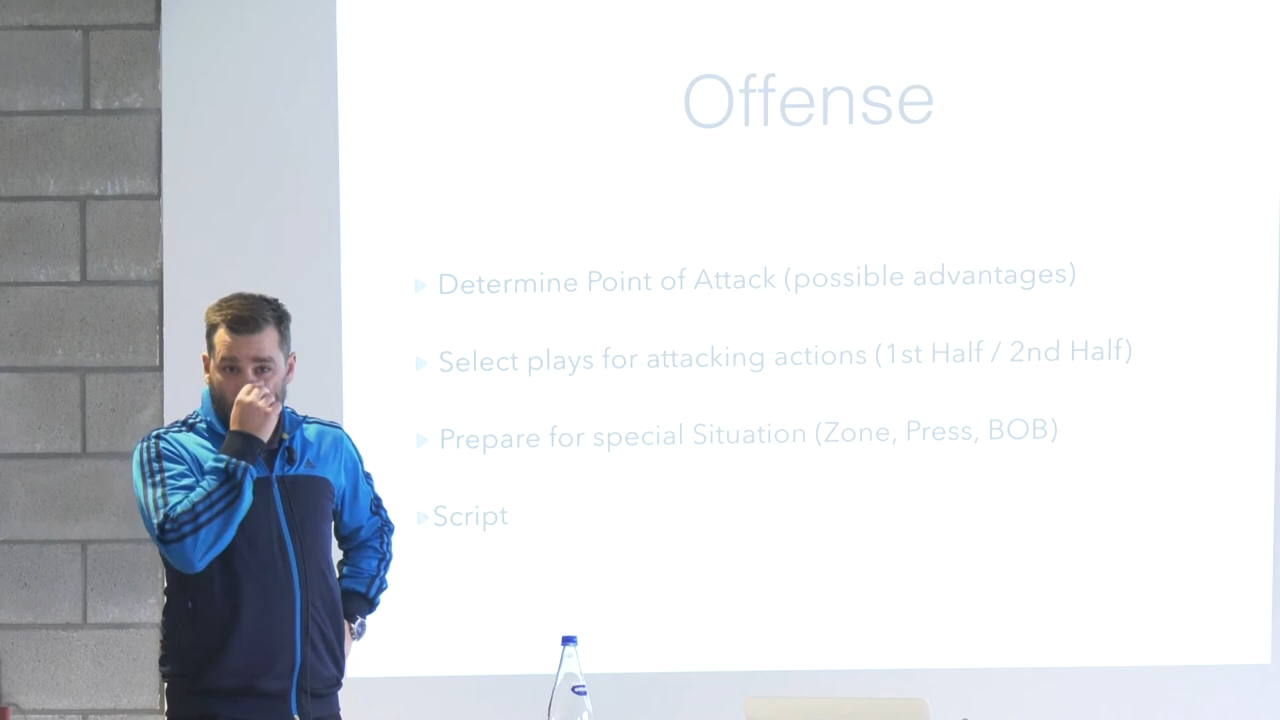 Offense
Determine Point of Attack (possible advantages)
Select plays for attacking actions (1st Half / 2nd Half)
Prepare for special Situation (Zone, Press, BOB)
Script